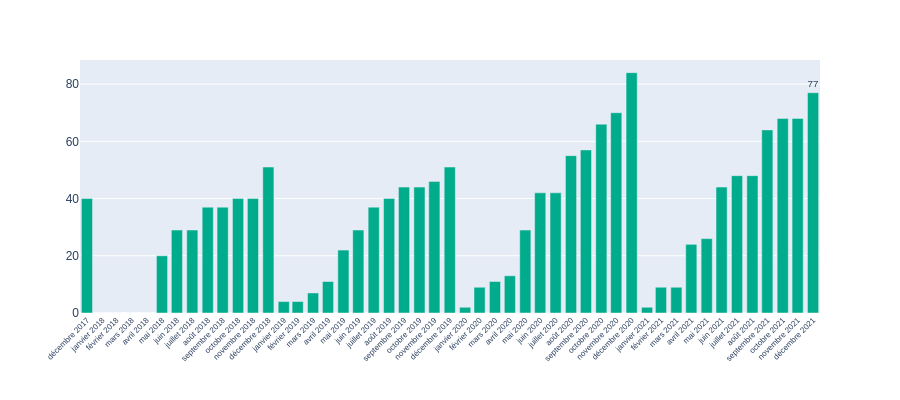 80
60
40
20
0
77
décembre 2017
janvier 2018
février 2018
mars 2018
avril 2018
mai 2018
juin 2018
juillet 2018
août 2018
septembre 2018
octobre 2018
novembre 2018
décembre 2018
janvier 2019
février 2019
mars 2019
avril 2019
mai 2019
juin 2019
juillet 2019
août 2019
septembre 2019
octobre 2019
novembre 2019
décembre 2019
janvier 2020
février 2020
mars 2020
avril 2020
mai 2020
juin 2020
juillet 2020
août 2020
septembre 2020
octobre 2020
novembre 2020
décembre 2020
janvier 2021
février 2021
mars 2021
avril 2021
mai 2021
juin 2021
juillet 2021
août 2021
septembre 2021
octobre 2021
novembre 2021
décembre 2021